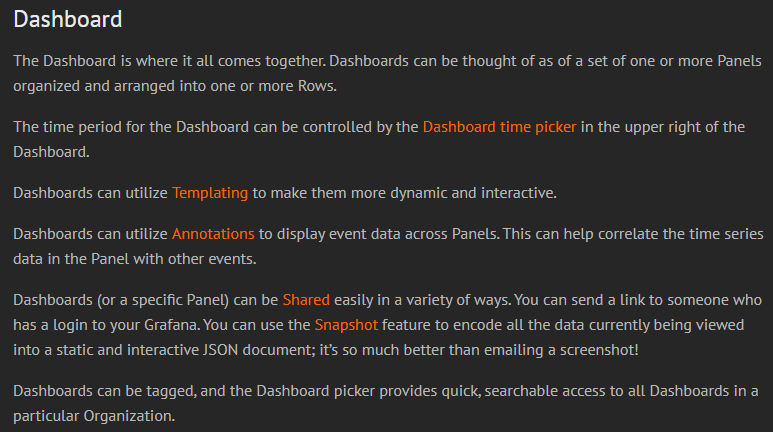 Dashboard
The Dashboard is where it all comes together. Dashboards can be thought of as of a set of one or more Panels
organized and arranged into one or more Rows.
The time period for the Dashboard can be controlled by the Dashboard time picker in the upper right of the
Dashboard.
Dashboards can utilize Templating to make them more dynamic and interactive.
Dashboards can utilize Annotations to display event data across Panels. This can help correlate the time series
data in the Panel with other events.
Dashboards (or a specific Panel) can be Shared easily in a variety of ways. You can send a link to someone who
has a login to your Grafana. You can use the Snapshot feature to encode all the data currently being viewed
into a static and interactive JSON document; it’s so much better than emailing a screenshot!
Dashboards can be tagged, and the Dashboard picker provides quick, searchable access to all Dashboards in a
particular Organization.